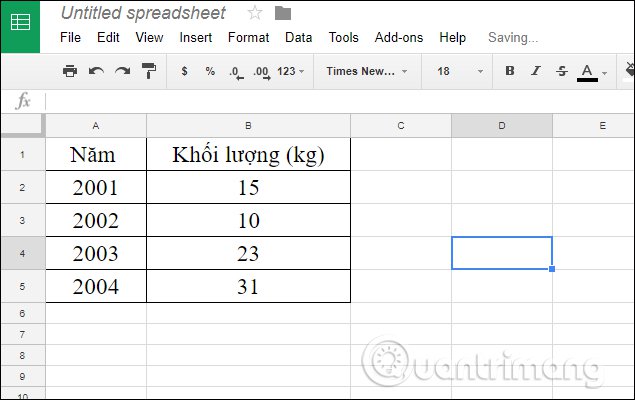 Untitled spreadsheet
File Edit View Insert Format Data Tools Add-ons Help Saving...
$ % .0 .00 123 Times New... 18 B I S A
fx
A B C D E
1 Năm Khối lượng (kg)
2 2001 15
3 2002 10
4 2003 23
5 2004 31
6
7
8
9
10
Quantrimang